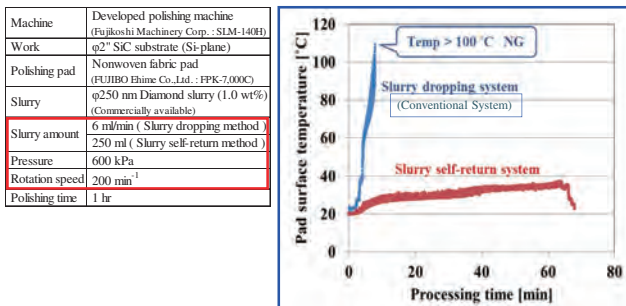 Machine
Developed polishing machine
(Fujikoshi Machinery Corp. : SLM-140H)
Work
φ2" SiC substrate (Si-plane)
Polishing pad
Nonwoven fabric pad
(FUJIBO Ehime Co.,Ltd. : FPK-7,000C)
Slurry
φ250 nm Diamond slurry (1.0 wt%)
(Commercially available)
Slurry amount
6 ml/min ( Slurry dropping method )
250 ml ( Slurry self-return method )
Pressure
600 kPa
Rotation speed
200 min-1
Polishing time
1 hr
Pad surface temperature [°C]
120
100
80
60
40
20
0
Temp > 100 °C NG
Slurry dropping system
(Conventional System)
Slurry self-return system
0 20 40 60 80
Processing time [min]